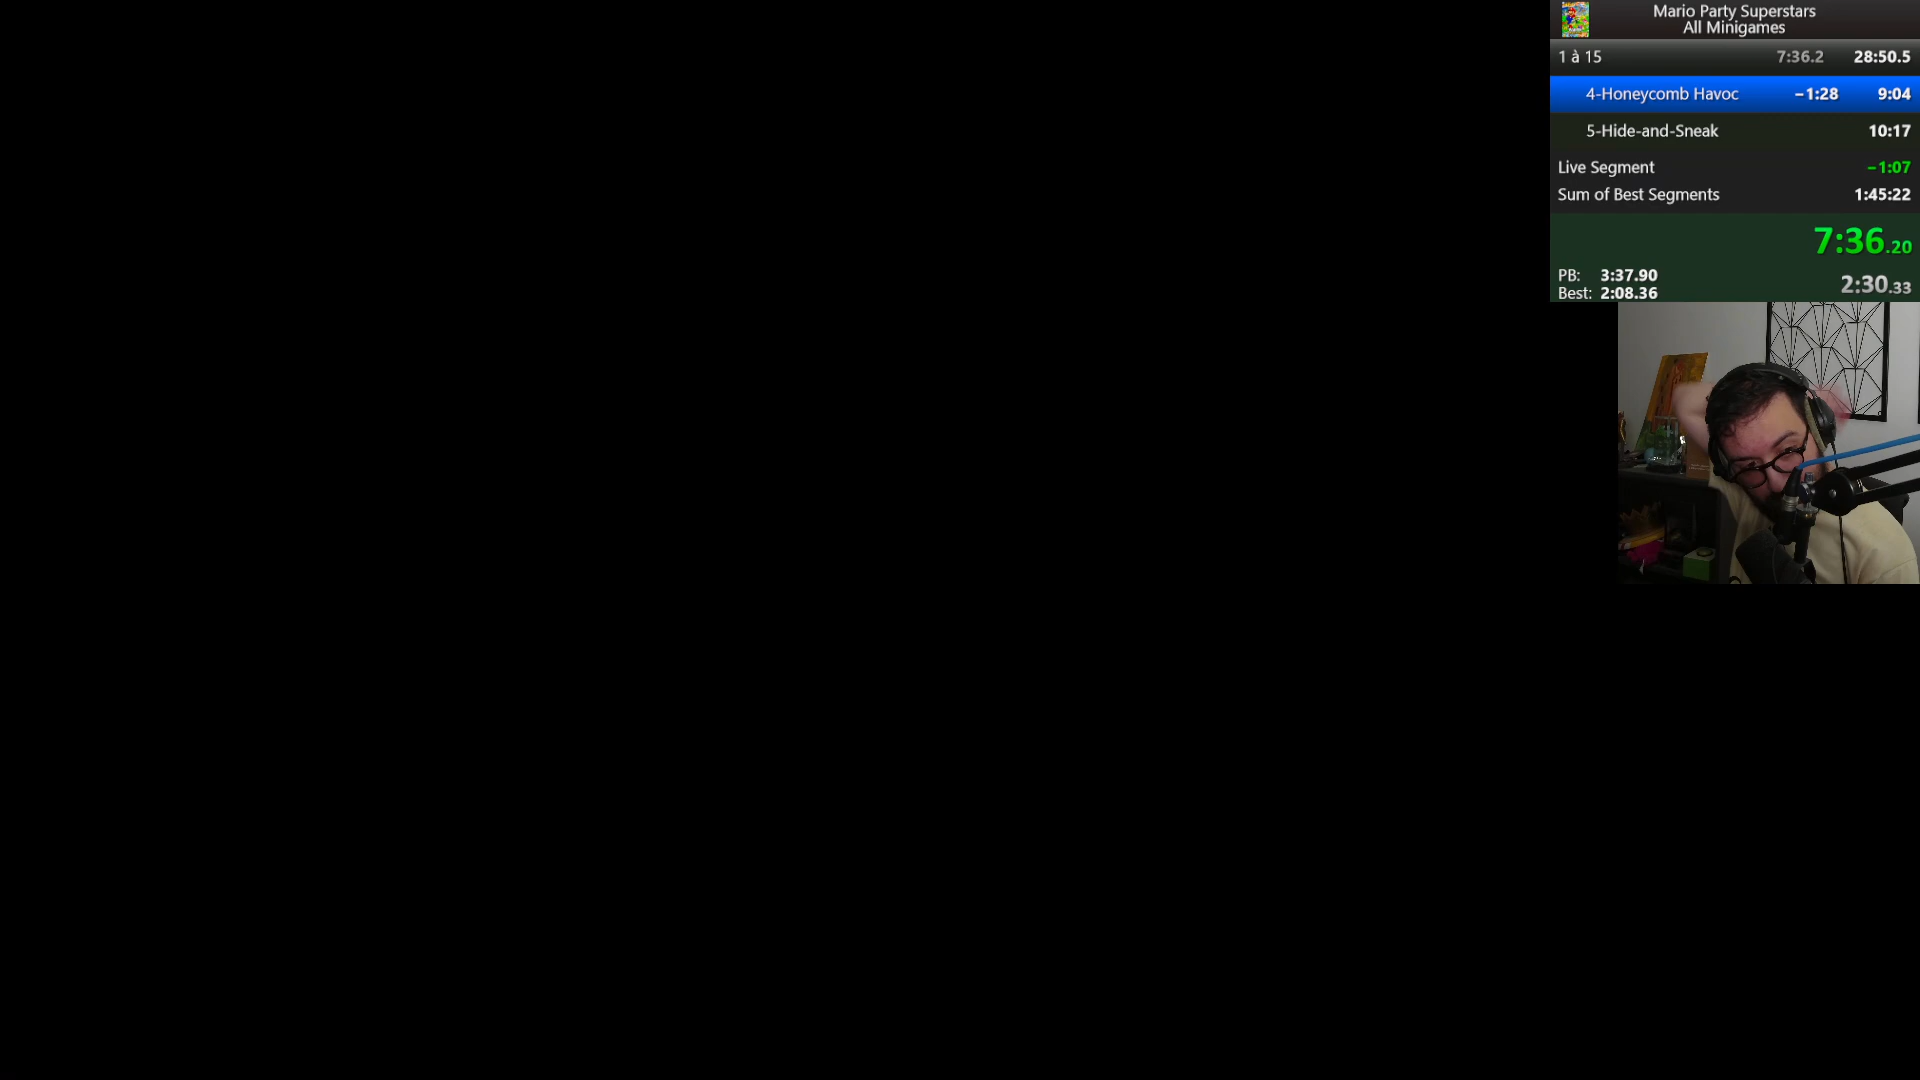 Mario Party Superstars
All Minigames
1 à 15 7:36.2 28:50.5
4-Honeycomb Havoc −1:28 9:04
5-Hide-and-Sneak 10:17
Live Segment −1:07
Sum of Best Segments 1:45:22
7:36.20
PB: 3:37.90 2:30.33
Best: 2:08.36